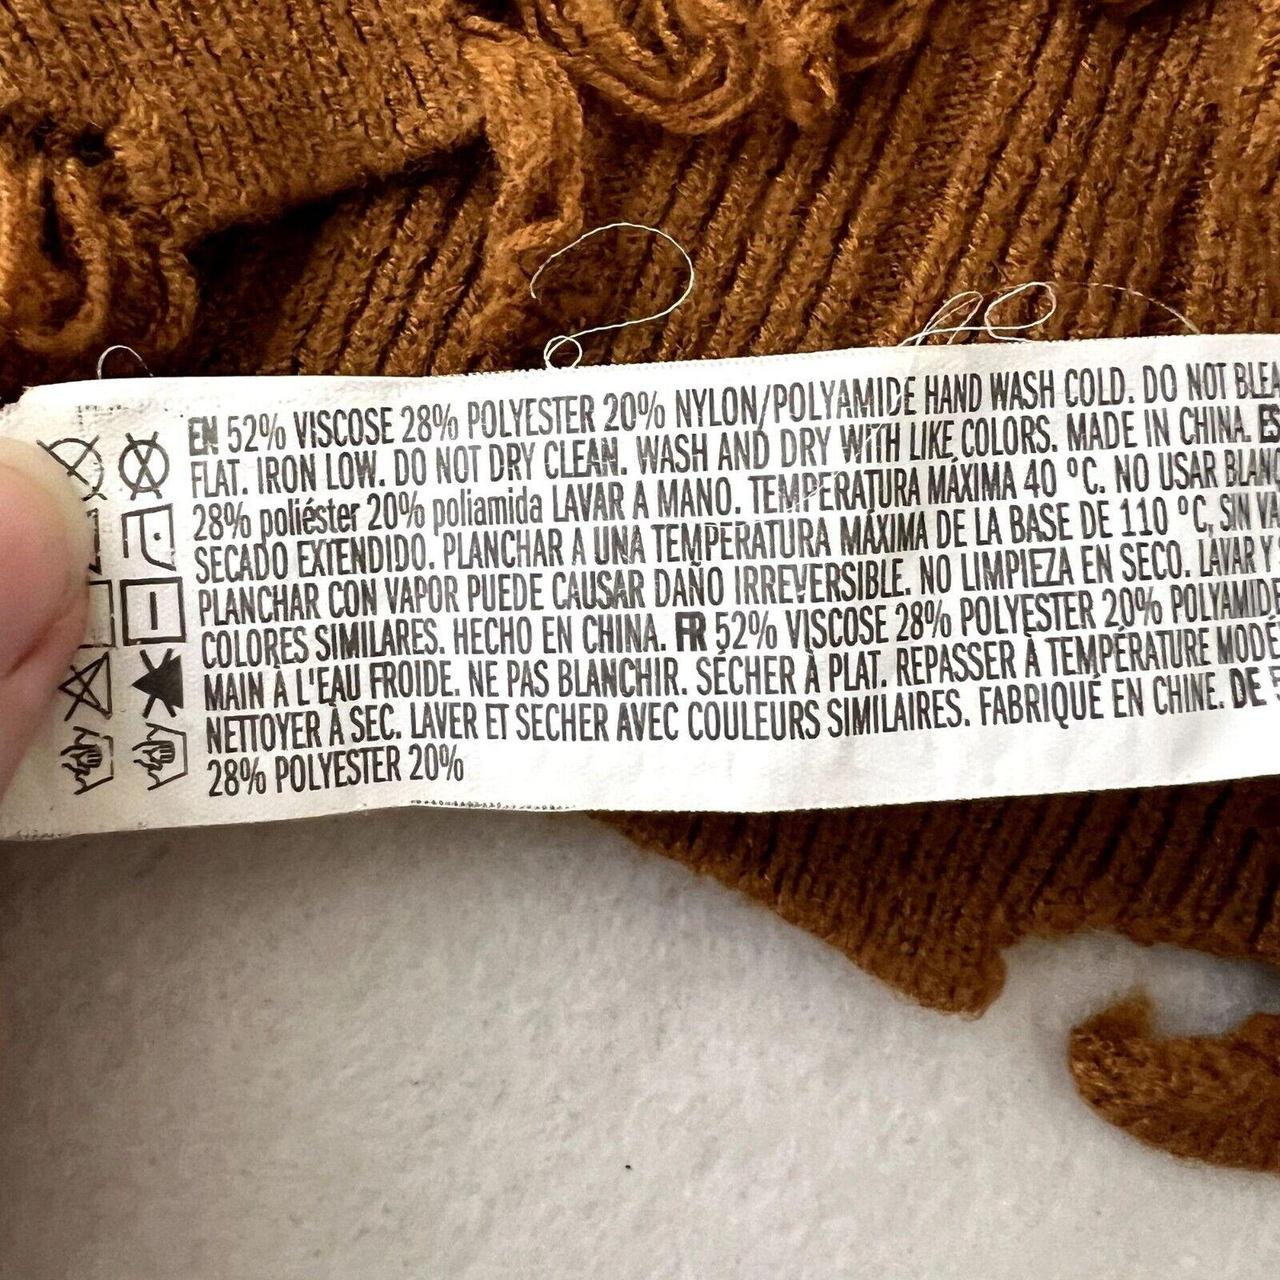 EN 52% VISCOSE 28% POLYESTER 20% NYLON/POLYAMIDE HAND WASH COLD. DO NOT
FLAT. IRON LOW. DO NOT DRY CLEAN. WASH AND DRY WITH LIKE COLORS. MADE IN CHINA. ES
28% poliéster 20% poliamida LAVAR A MANO. TEMPERATURA MÁXIMA 40 °C. NO USAR
SECADO EXTENDIDO. PLANCHAR A UNA TEMPERATURA MÁXIMA DE LA BASE DE 110 °C, SIN
PLANCHAR CON VAPOR PUEDE CAUSAR DAÑO IRREVERSIBLE. NO LIMPIEZA EN SECO. LAVAR Y
COLORES SIMILARES. HECHO EN CHINA. FR 52% VISCOSE 28% POLYESTER 20% POLYAMIDE
MAIN À L'EAU FROIDE. NE PAS BLANCHIR. SÉCHER À PLAT. REPASSER À TEMPÉRATURE
NETTOYER À SEC. LAVER ET SECHER AVEC COULEURS SIMILAIRES. FABRIQUÉ EN CHINE. DE
28% POLYESTER 20%